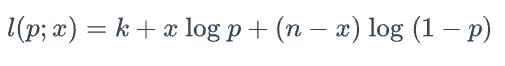 l(p; x) = k + x log p + (n − x) log (1 − p)